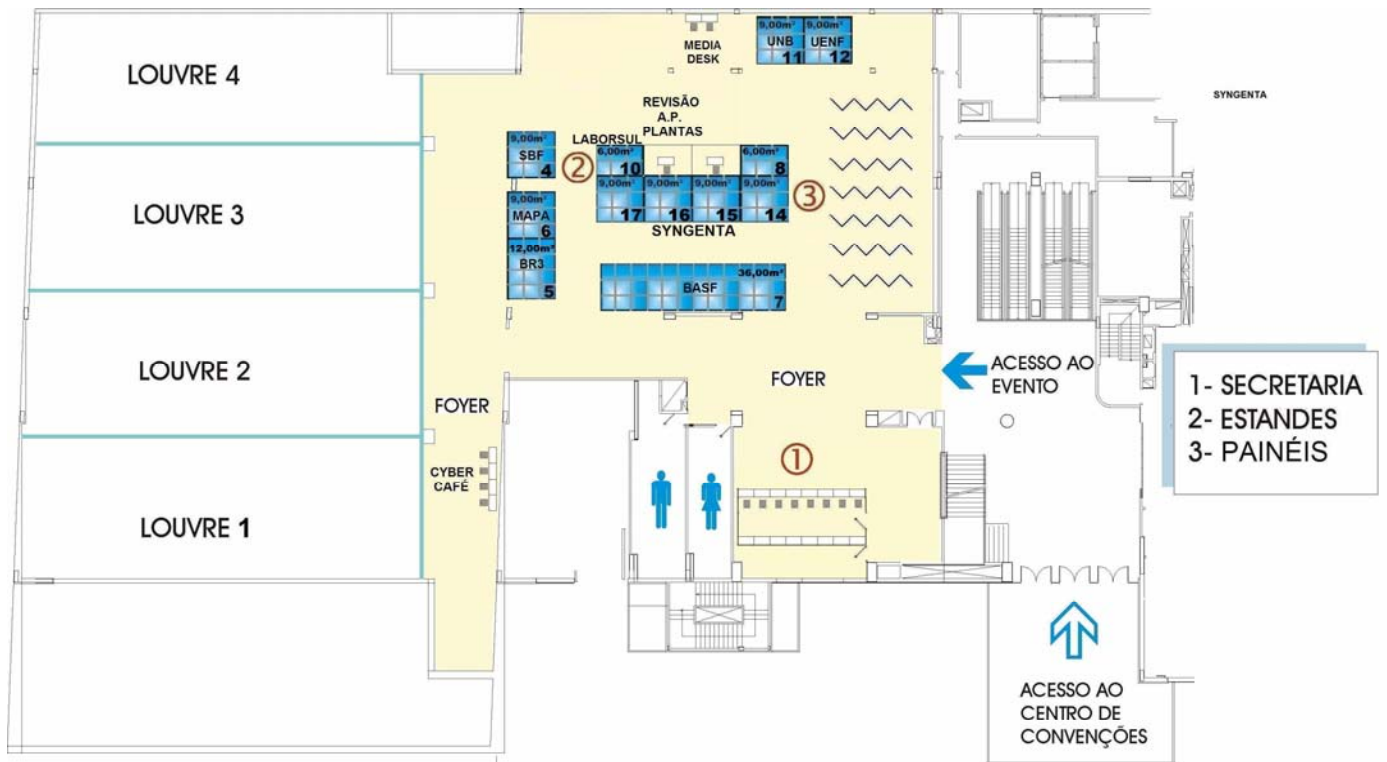 LOUVRE 4
LOUVRE 3
LOUVRE 2
LOUVRE 1
FOYER
CYBER
CAFÉ
MEDIA
DESK
9,00m²
UNB
11
9,00m²
UENF
12
REVISÃO
A.P.
PLANTAS
LABORSUL
9,00m²
SBF
4
②
6,00m²
10
6,00m²
8
9,00m²
17
9,00m²
16
9,00m²
15
9,00m²
14
③
SYNGENTA
9,00m²
MAPA
6
12,00m²
BR3
5
36,00m²
BASF
7
FOYER
ACESSO AO
EVENTO
①
SYNGENTA
1- SECRETARIA
2- ESTANDES
3- PAINÉIS
ACESSO AO
CENTRO DE
CONVENÇÕES